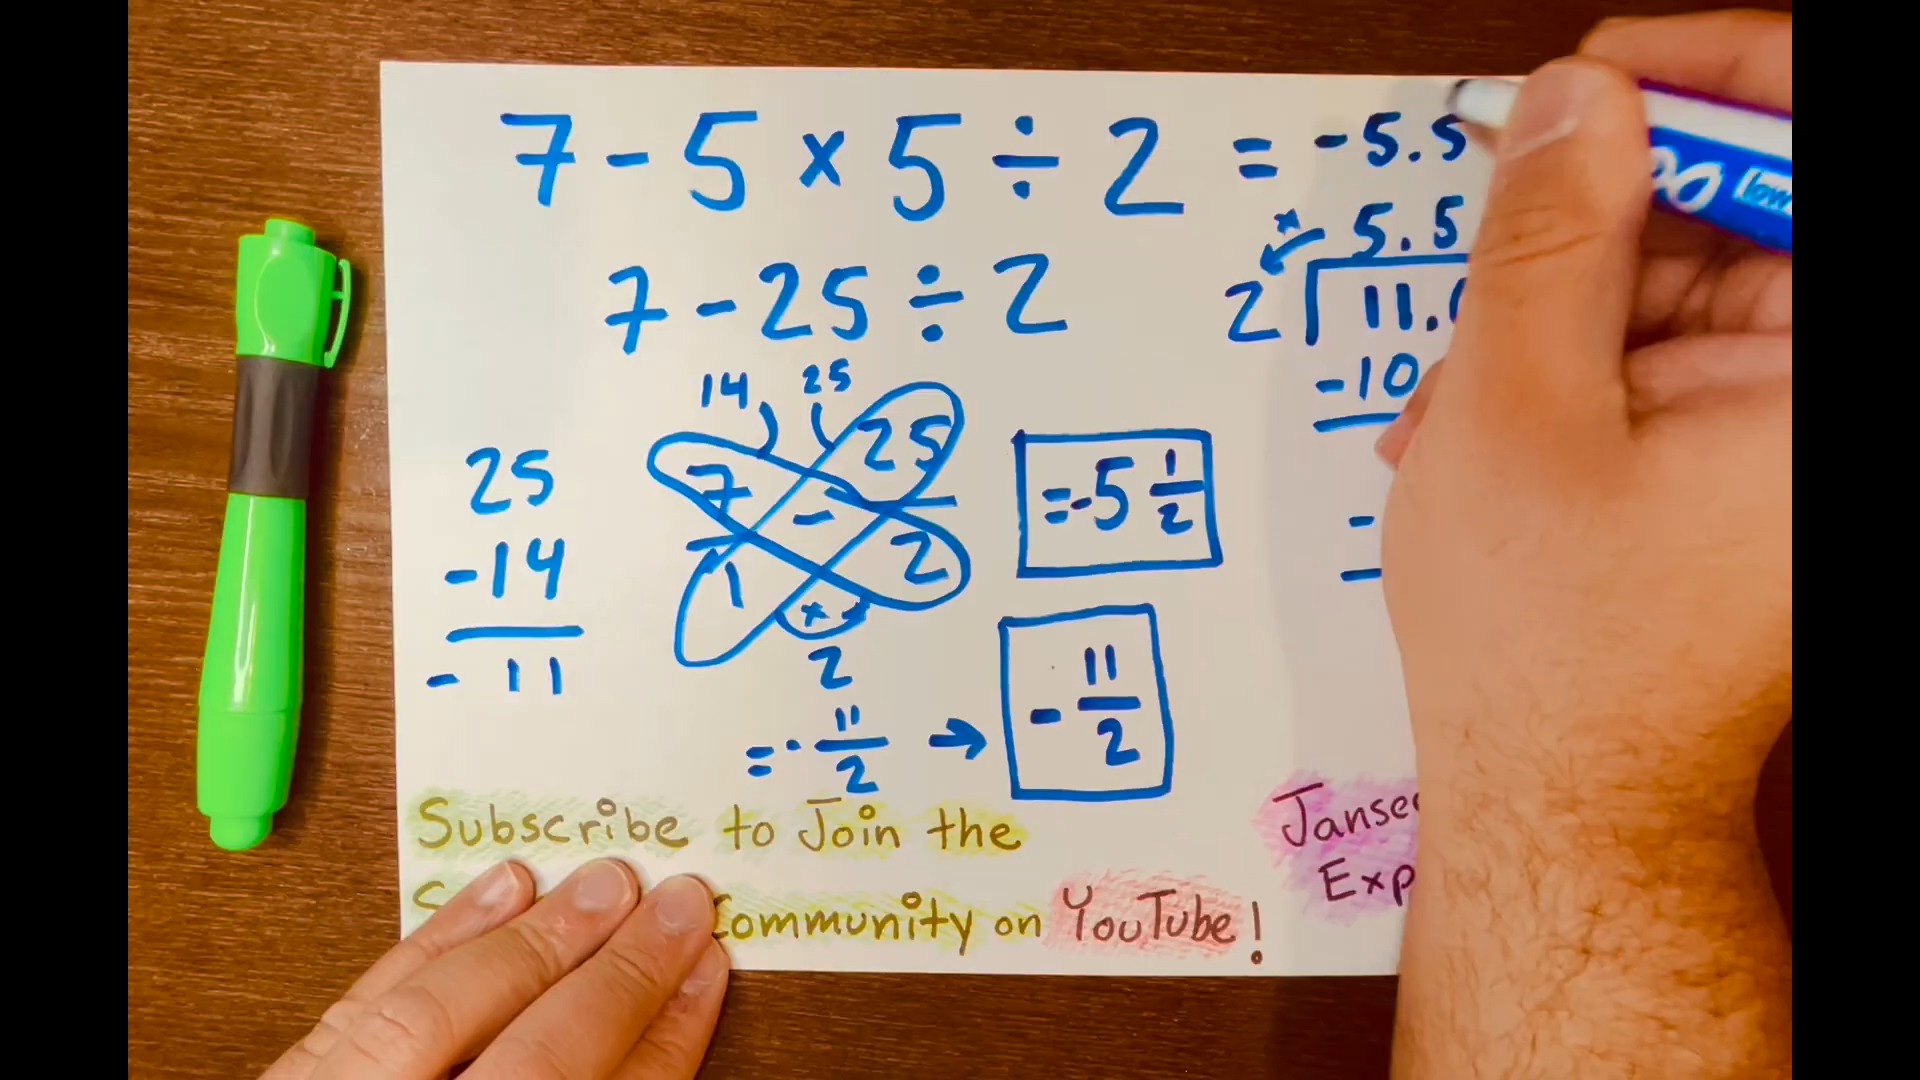 7 - 5 × 5 ÷ 2 = -5.5
7 - 25 ÷ 2
×
5.5
2 11.
-10
14 25
7 - 25
1 2
×
2
25
-14
- 11
= -5 1/2
= - 11/2 → - 11/2
Subscribe to Join the
Community on YouTube!